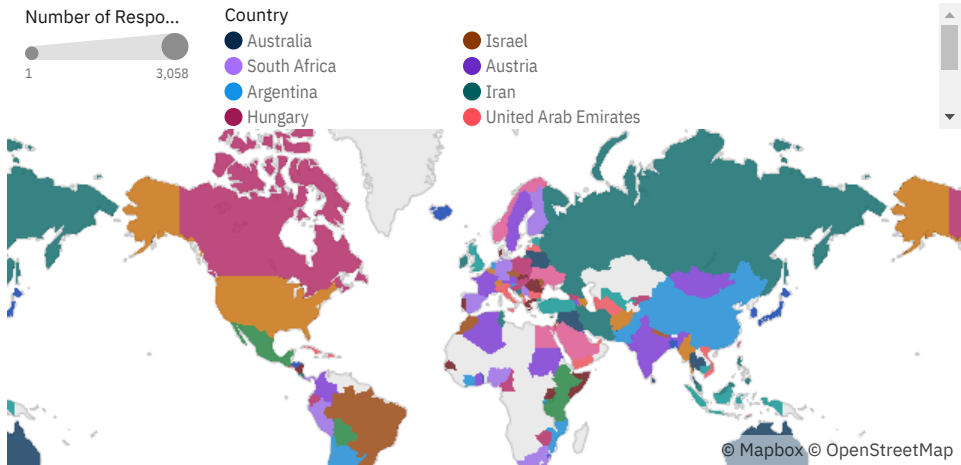 Number of Respo...
1
3,058
Country
Australia
Israel
South Africa
Austria
Argentina
Iran
Hungary
United Arab Emirates
© Mapbox © OpenStreetMap